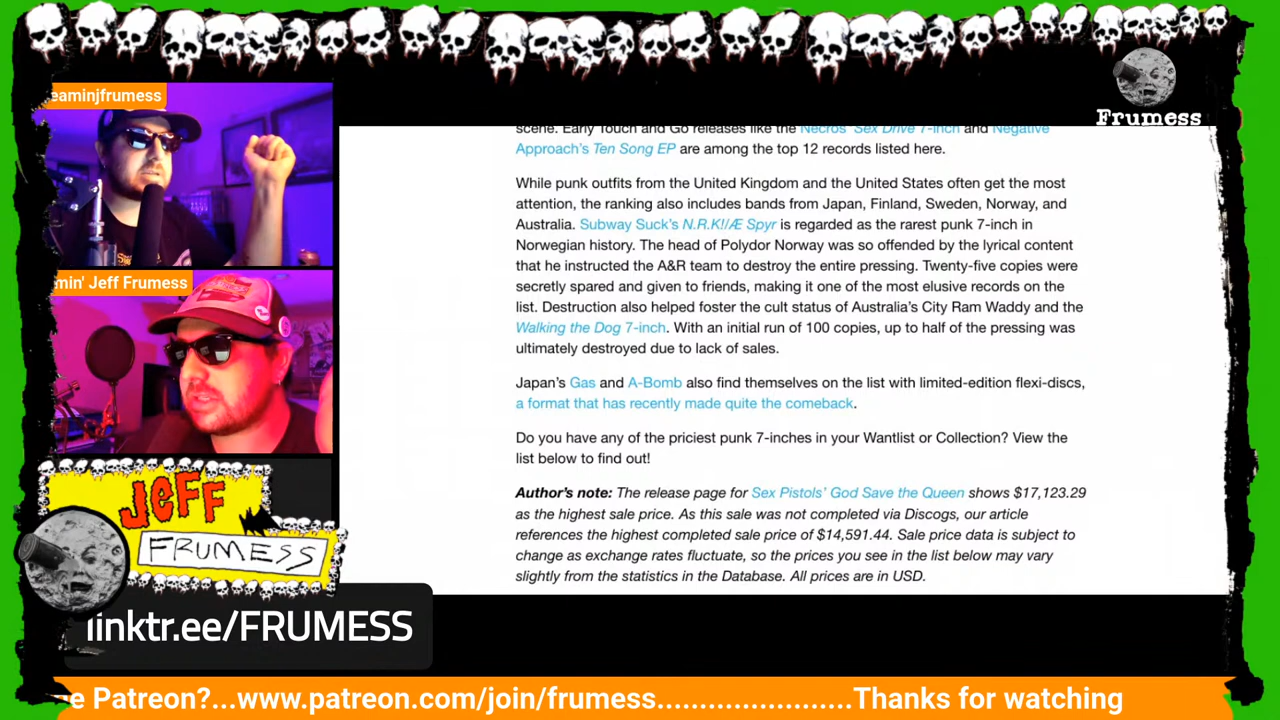 eaminjfrumess
Frumess
scene. Early Touch and Go releases like the Necros' Sex Drive 7-inch and Negative
Approach's Ten Song EP are among the top 12 records listed here.
While punk outfits from the United Kingdom and the United States often get the most
attention, the ranking also includes bands from Japan, Finland, Sweden, Norway, and
Australia. Subway Suck's N.R.K!/Æ Spyr is regarded as the rarest punk 7-inch in
Norwegian history. The head of Polydor Norway was so offended by the lyrical content
that he instructed the A&R team to destroy the entire pressing. Twenty-five copies were
secretly spared and given to friends, making it one of the most elusive records on the
list. Destruction also helped foster the cult status of Australia's City Ram Waddy and the
Walking the Dog 7-inch. With an initial run of 100 copies, up to half of the pressing was
ultimately destroyed due to lack of sales.
Japan's Gas and A-Bomb also find themselves on the list with limited-edition flexi-discs,
a format that has recently made quite the comeback.
Do you have any of the priciest punk 7-inches in your Wantlist or Collection? View the
list below to find out!
Author's note: The release page for Sex Pistols' God Save the Queen shows $17,123.29
as the highest sale price. As this sale was not completed via Discogs, our article
references the highest completed sale price of $14,591.44. Sale price data is subject to
change as exchange rates fluctuate, so the prices you see in the list below may vary
slightly from the statistics in the Database. All prices are in USD.
min' Jeff Frumess
JEFF
FRUMESS
linktr.ee/FRUMESS
e Patreon?...www.patreon.com/join/frumess......................Thanks for watching